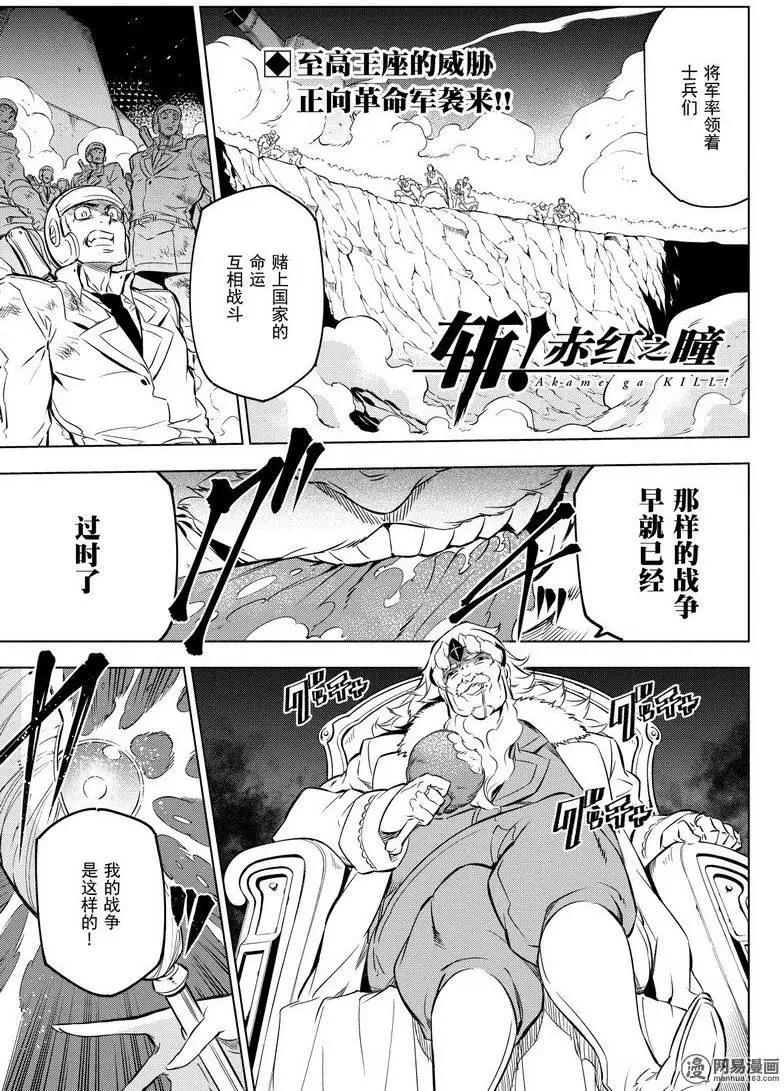 将军率领着
士兵们
◆至高王座的威胁
正向革命军袭来!!
赌上国家的
命运
互相战斗
斩!赤红之瞳
Akame ga KILL!
那样的战争
早就已经
过时了
我的战争
是这样的!
网易漫画
manhua.163.com